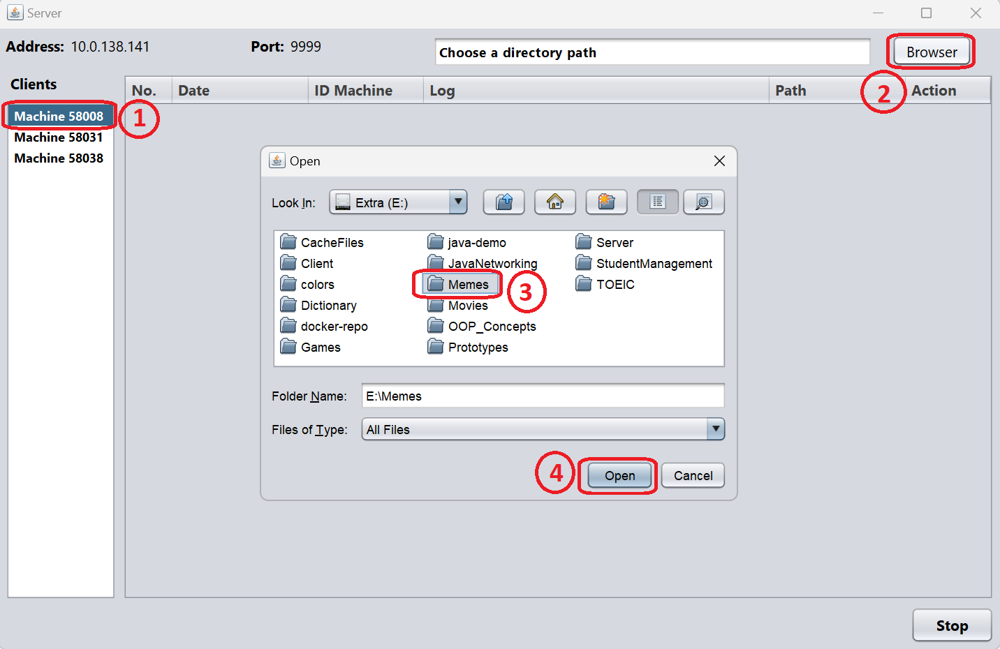 Server
Address: 10.0.138.141 Port: 9999 Choose a directory path Browser
Clients No. Date ID Machine Log Path 2 Action
Machine 58008 1
Machine 58031
Machine 58038
Open
Look In: Extra (E:)
CacheFiles java-demo Server
Client JavaNetworking StudentManagement
colors Memes 3 TOEIC
Dictionary Movies
docker-repo OOP_Concepts
Games Prototypes
Folder Name: E:\Memes
Files of Type: All Files
4 Open Cancel
Stop